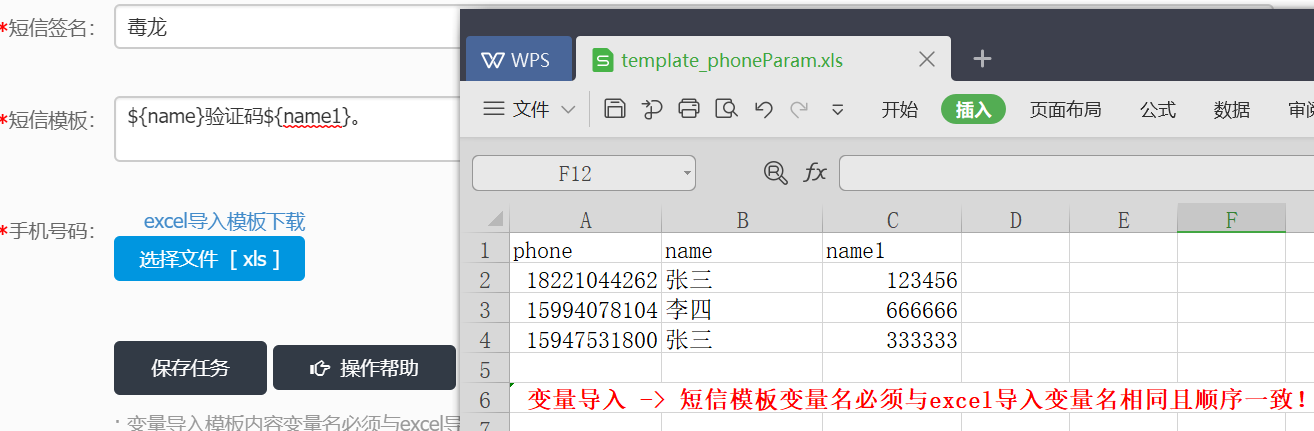 *短信签名： 毒龙
*短信模板： ${name}验证码${name1}。
*手机号码： excel导入模板下载
选择文件 [ xls ]
保存任务 操作帮助
· 变量导入模板内容变量名必须与excel导
WPS template_phoneParam.xls
文件 开始 插入 页面布局 公式 数据 审阅
F12 fx
A B C D E F
1 phone name name1
2 18221044262 张三 123456
3 15994078104 李四 666666
4 15947531800 张三 333333
5
6 变量导入 -> 短信模板变量名必须与excel导入变量名相同且顺序一致！
7